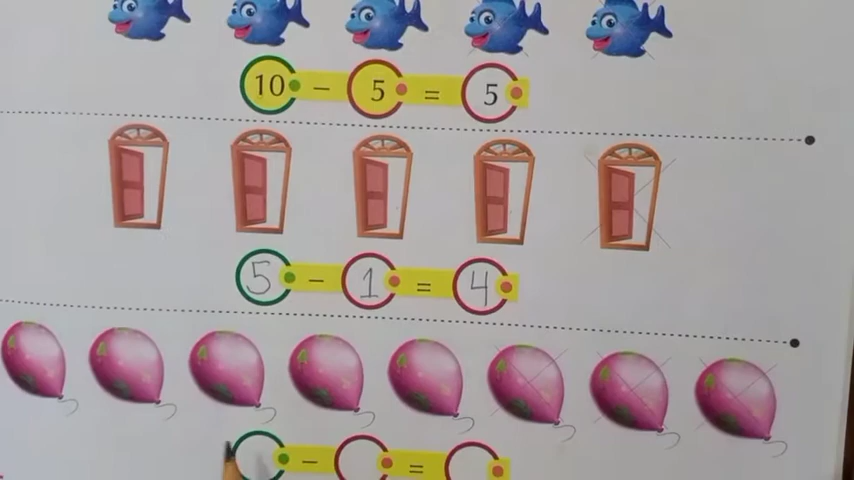 10 - 5 = 5
5 - 1 = 4
- =